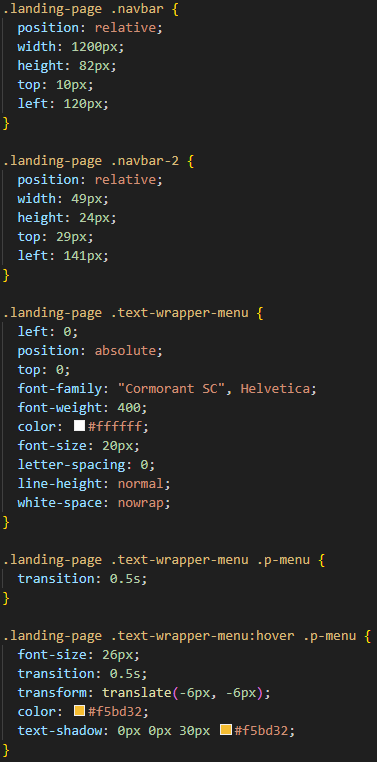 .landing-page .navbar {
position: relative;
width: 1200px;
height: 82px;
top: 10px;
left: 120px;
}
.landing-page .navbar-2 {
position: relative;
width: 49px;
height: 24px;
top: 29px;
left: 141px;
}
.landing-page .text-wrapper-menu {
left: 0;
position: absolute;
top: 0;
font-family: "Cormorant SC", Helvetica;
font-weight: 400;
color: #ffffff;
font-size: 20px;
letter-spacing: 0;
line-height: normal;
white-space: nowrap;
}
.landing-page .text-wrapper-menu .p-menu {
transition: 0.5s;
}
.landing-page .text-wrapper-menu:hover .p-menu {
font-size: 26px;
transition: 0.5s;
transform: translate(-6px, -6px);
color: #f5bd32;
text-shadow: 0px 0px 30px #f5bd32;
}